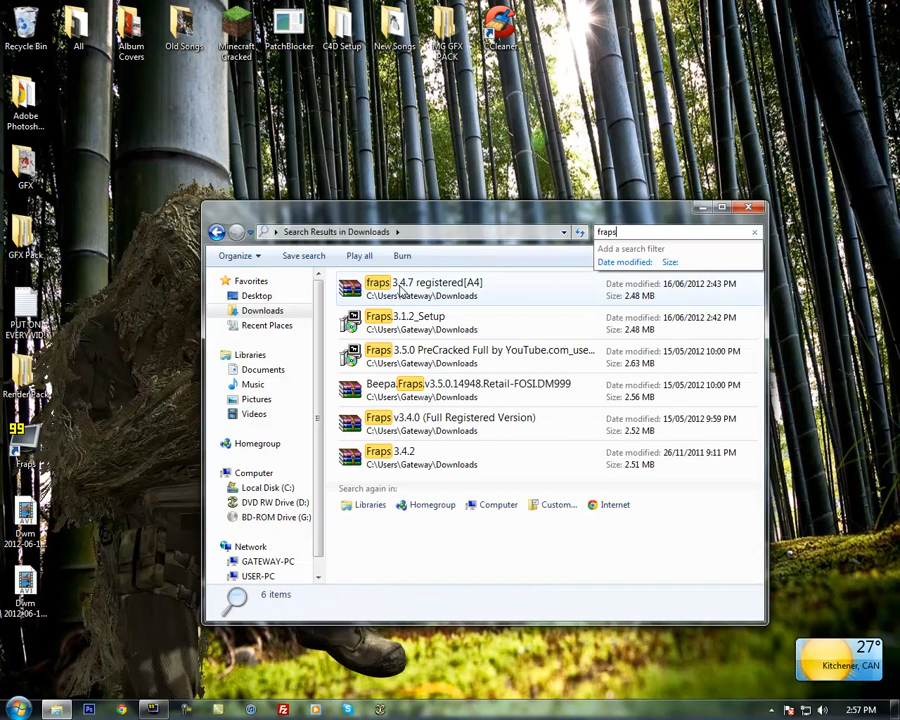 Recycle Bin
All
Album Covers
Old Songs
Minecraft Cracked
PatchBlocker
C4D Setup
New Songs
IMG GFX PACK
CCleaner
Adobe Photosh...
GFX
GFX Pack
PUT ON EVERY VID...
Render Pack
99
Fraps
Dwm 2012-06-1...
Dwm 2012-06-1...
Search Results in Downloads
fraps
Add a search filter
Date modified: Size:
Organize Save search Play all Burn
Favorites
Desktop
Downloads
Recent Places
Libraries
Documents
Music
Pictures
Videos
Homegroup
Computer
Local Disk (C:)
DVD RW Drive (D:)
BD-ROM Drive (G:)
Network
GATEWAY-PC
USER-PC
fraps 3.4.7 registered[A4]
C:\Users\Gateway\Downloads
Date modified: 16/06/2012 2:43 PM
2.48 MB
Fraps.3.1.2_Setup
C:\Users\Gateway\Downloads
Date modified: 16/06/2012 2:42 PM
2.48 MB
Fraps 3.5.0 PreCracked Full by YouTube.com_use...
C:\Users\Gateway\Downloads
Date modified: 15/05/2012 10:00 PM
2.63 MB
Beepa.Fraps.v3.5.0.14948.Retail-FOSI.DM999
C:\Users\Gateway\Downloads
Date modified: 15/05/2012 10:00 PM
2.56 MB
Fraps v3.4.0 (Full Registered Version)
C:\Users\Gateway\Downloads
Date modified: 15/05/2012 9:59 PM
2.52 MB
Fraps 3.4.2
C:\Users\Gateway\Downloads
Date modified: 26/11/2011 9:11 PM
2.51 MB
Search again in:
Libraries Homegroup Computer Custom... Internet
6 items
27°
Kitchener, CAN
2:57 PM